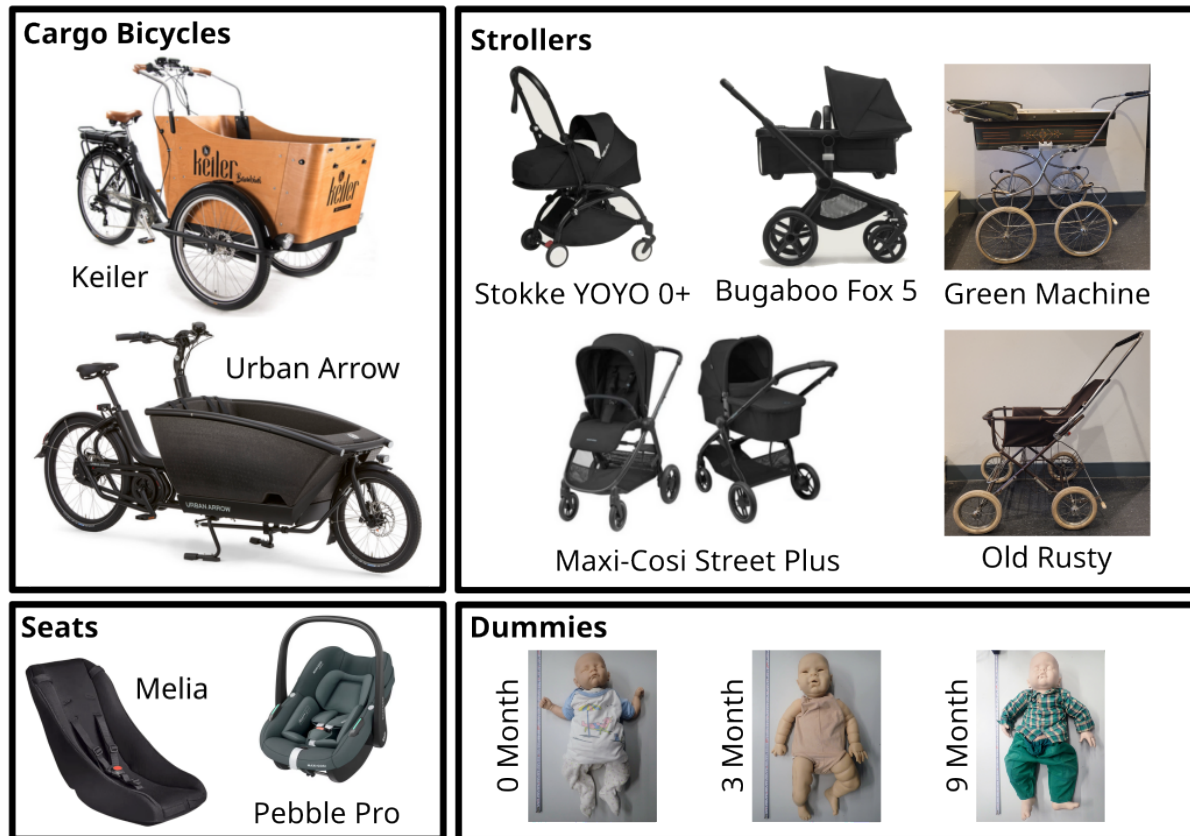 Cargo Bicycles
keiler
keiler
Keiler
Urban Arrow
URBAN ARROW
Strollers
Stokke YOYO 0+
Bugaboo Fox 5
Green Machine
Maxi-Cosi Street Plus
Old Rusty
Seats
Melia
Pebble Pro
Dummies
0 Month
3 Month
9 Month